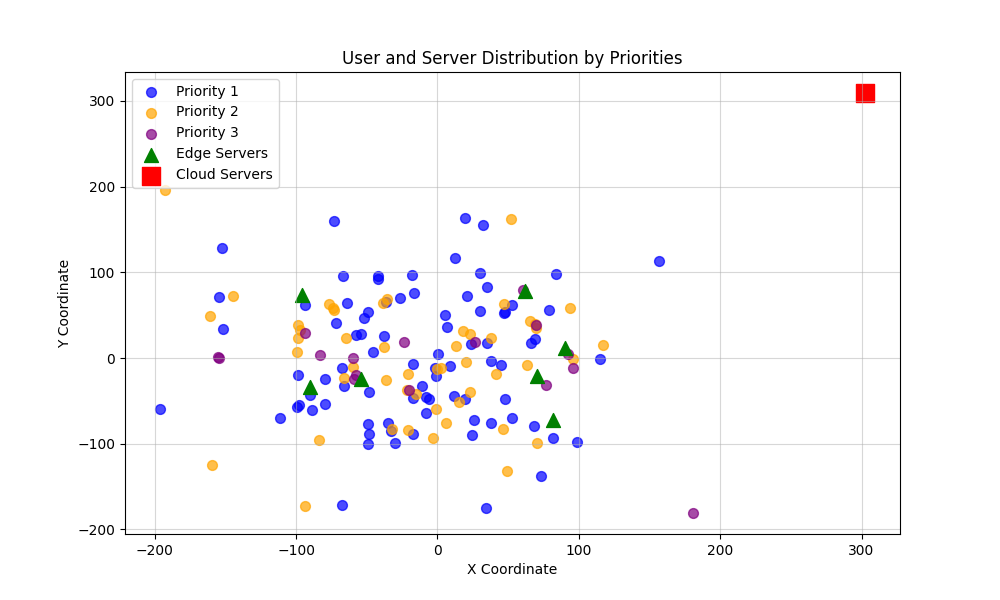 User and Server Distribution by Priorities
Priority 1
Priority 2
Priority 3
Edge Servers
Cloud Servers
Y Coordinate
300
200
100
0
−100
−200
−200
−100
0
100
200
300
X Coordinate